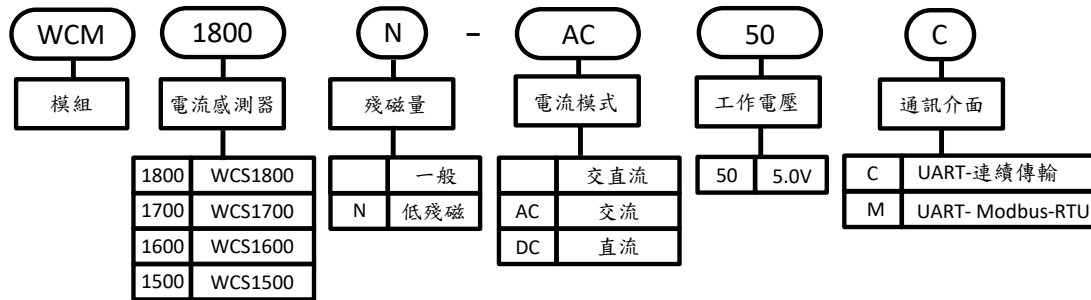 WCM 1800 N - AC 50 C
模組 電流感測器 殘磁量 電流模式 工作電壓 通訊介面
1800 WCS1800 一般 交直流 50 5.0V C UART-連續傳輸
1700 WCS1700 N 低殘磁 AC 交流 M UART- Modbus-RTU
1600 WCS1600 DC 直流
1500 WCS1500